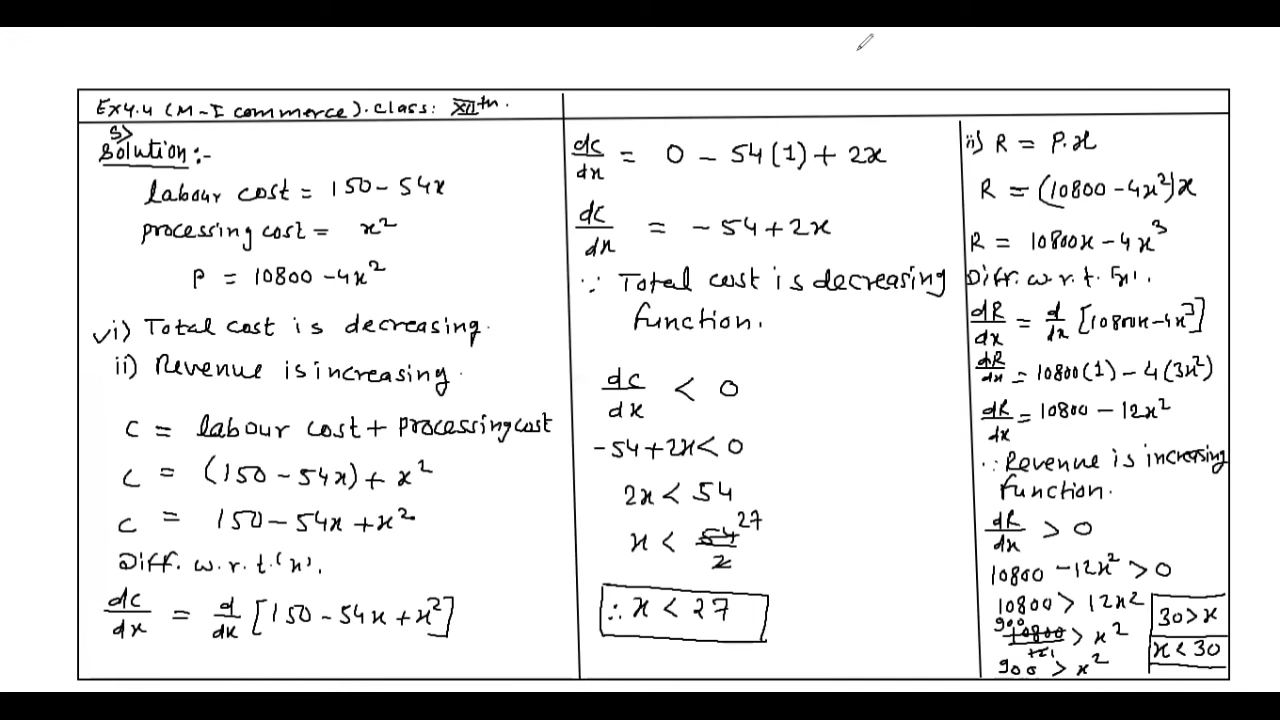 Ex4.4 (M-I commerce). class: XIIth.
5>
Solution:-
labour cost = 150 - 54x
processing cost = x²
P = 10800 - 4x²
✓i) Total cost is decreasing.
ii) Revenue is increasing.
C = labour cost + processing cost
C = (150 - 54x) + x²
C = 150 - 54x + x²
Diff. w.r.t. 'x'.
dc/dx = d/dx [150 - 54x + x²]
dc/dx = 0 - 54(1) + 2x
dc/dx = -54 + 2x
∵ Total cost is decreasing
function.
dc/dx < 0
-54 + 2x < 0
2x < 54
x < 54/2 27
∴ x < 27
ii) R = P.x
R = (10800 - 4x²)x
R = 10800x - 4x³
Diff. w.r.t. 'x'.
dR/dx = d/dx [10800x - 4x³]
dR/dx = 10800(1) - 4(3x²)
dR/dx = 10800 - 12x²
∵ Revenue is increasing
function.
dR/dx > 0
10800 - 12x² > 0
10800 > 12x²
900 10800/12 1 > x²
900 > x²
30 > x
x < 30